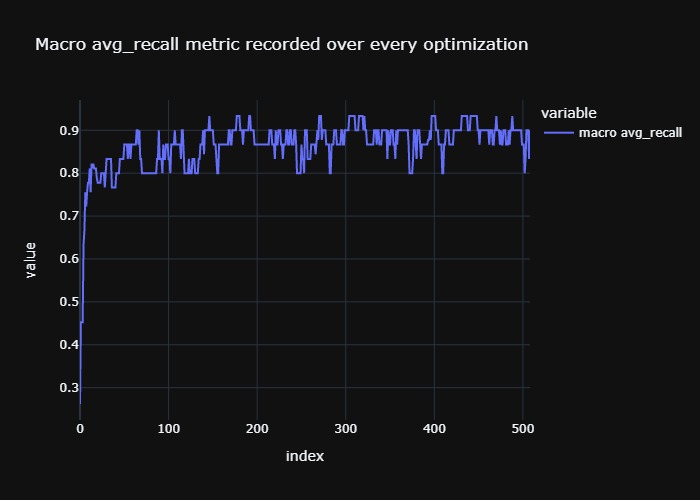 Macro avg_recall metric recorded over every optimization
variable
macro avg_recall
value
0.9
0.8
0.7
0.6
0.5
0.4
0.3
0 100 200 300 400 500
index